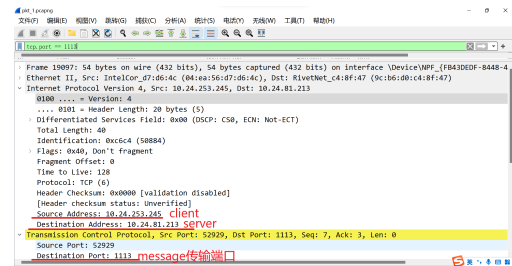 pkt_1.pcapng
文件(F) 编辑(E) 视图(V) 跳转(G) 捕获(C) 分析(A) 统计(S) 电话(Y) 无线(W) 工具(T) 帮助(H)
tcp.port == 1113
Frame 19097: 54 bytes on wire (432 bits), 54 bytes captured (432 bits) on interface \Device\NPF_{FB43DEDF-8448-4
Ethernet II, Src: IntelCor_d7:d6:4c (04:ea:56:d7:d6:4c), Dst: RivetNet_c4:8f:47 (9c:b6:d0:c4:8f:47)
Internet Protocol Version 4, Src: 10.24.253.245, Dst: 10.24.81.213
0100 .... = Version: 4
.... 0101 = Header Length: 20 bytes (5)
Differentiated Services Field: 0x00 (DSCP: CS0, ECN: Not-ECT)
Total Length: 40
Identification: 0xc6c4 (50884)
Flags: 0x40, Don't fragment
Fragment Offset: 0
Time to Live: 128
Protocol: TCP (6)
Header Checksum: 0x0000 [validation disabled]
[Header checksum status: Unverified]
Source Address: 10.24.253.245 client
Destination Address: 10.24.81.213 server
Transmission Control Protocol, Src Port: 52929, Dst Port: 1113, Seq: 7, Ack: 3, Len: 0
Source Port: 52929
Destination Port: 1113 message传输端口
英